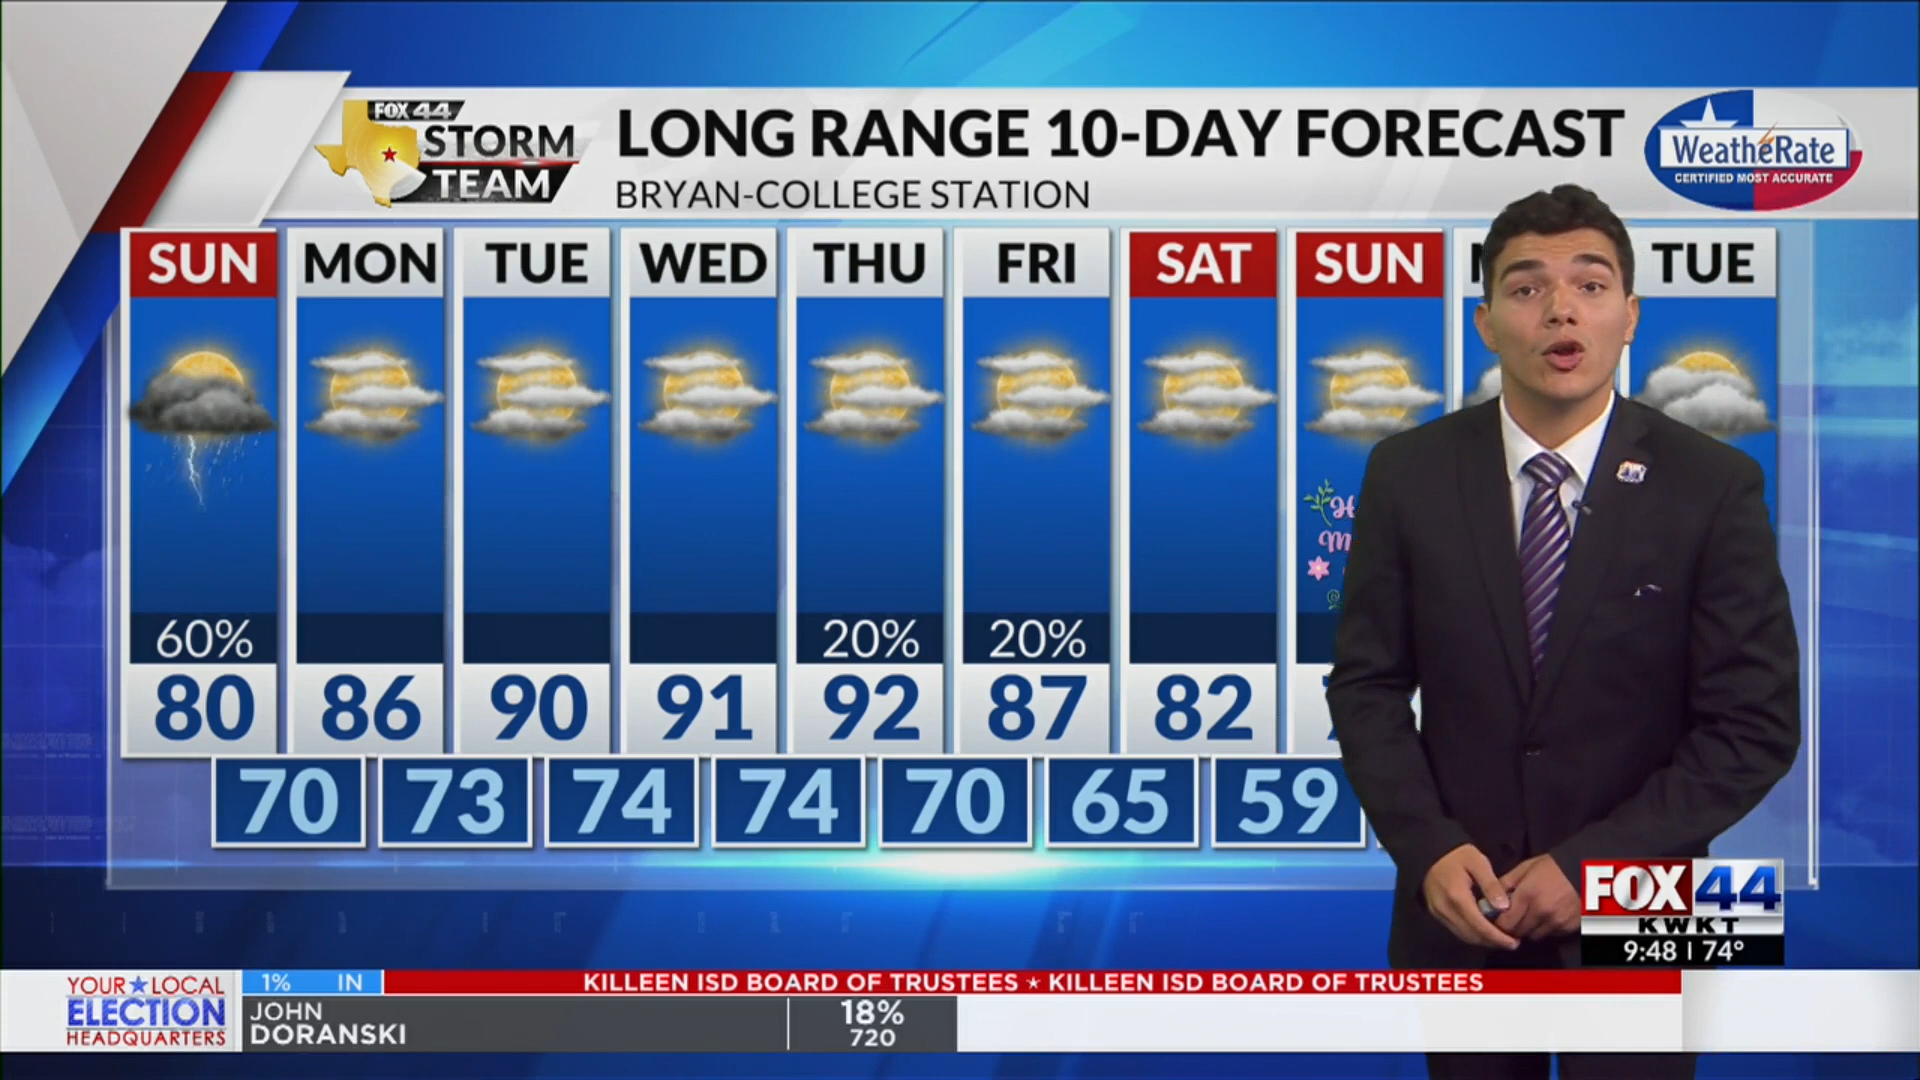 FOX 44
STORM
TEAM
LONG RANGE 10-DAY FORECAST
BRYAN-COLLEGE STATION
WeatheRate
CERTIFIED MOST ACCURATE
SUN MON TUE WED THU FRI SAT SUN TUE
60% 20% 20%
80 86 90 91 92 87 82
70 73 74 74 70 65 59
FOX 44
KWKT
9:48 | 74°
YOUR★LOCAL
ELECTION
HEADQUARTERS
1% IN
KILLEEN ISD BOARD OF TRUSTEES ★ KILLEEN ISD BOARD OF TRUSTEES
JOHN
DORANSKI
18%
720